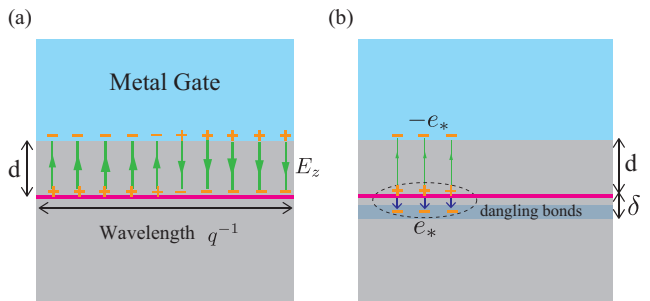 (a)
Metal Gate
d
E_z
Wavelength q^{-1}
(b)
-e_*
d
δ
dangling bonds
e_*